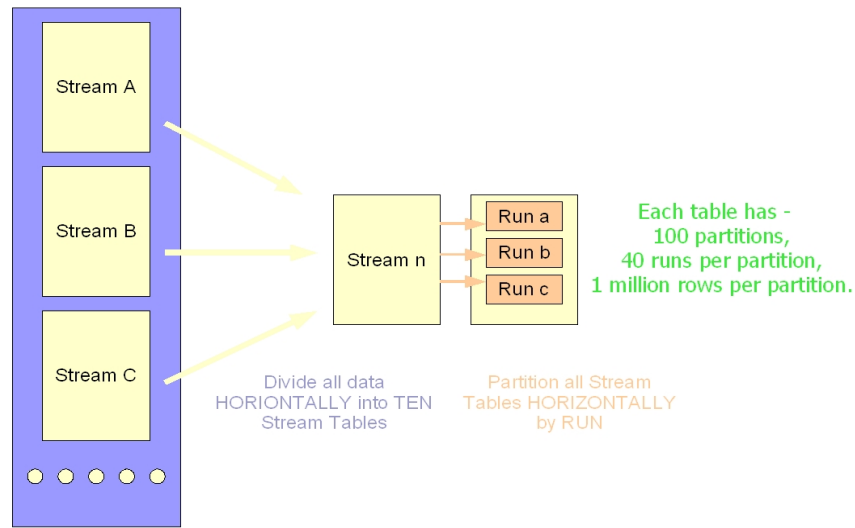 Stream A
Stream B
Stream C
Stream n
Run a
Run b
Run c
Each table has -
100 partitions,
40 runs per partition,
1 million rows per partition.
Divide all data
HORIONTALLY into TEN
Stream Tables
Partition all Stream
Tables HORIZONTALLY
by RUN